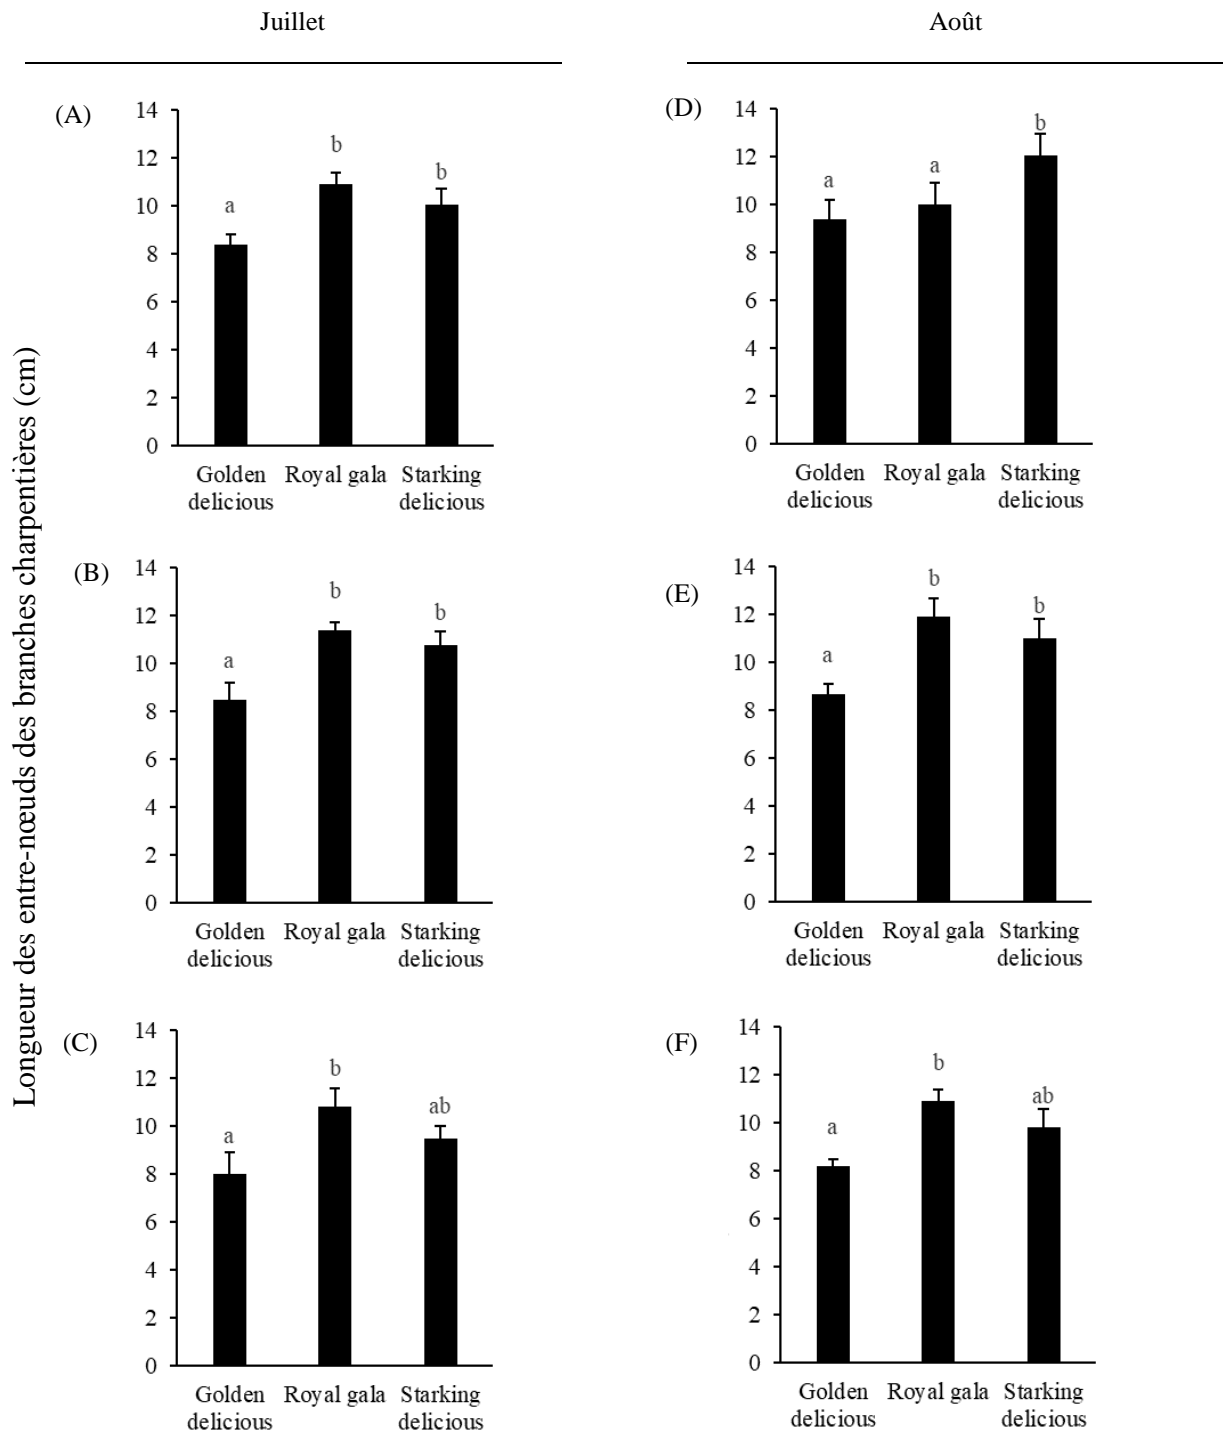 Juillet
Août
Longueur des entre-nœuds des branches charpentières (cm)
(A)
14
12
10
8
6
4
2
0
a
b
b
Golden
delicious
Royal gala
Starking
delicious
(D)
14
12
10
8
6
4
2
0
a
a
b
Golden
delicious
Royal gala
Starking
delicious
(B)
14
12
10
8
6
4
2
0
a
b
b
Golden
delicious
Royal gala
Starking
delicious
(E)
14
12
10
8
6
4
2
0
a
b
b
Golden
delicious
Royal gala
Starking
delicious
(C)
14
12
10
8
6
4
2
0
a
b
ab
Golden
delicious
Royal gala
Starking
delicious
(F)
14
12
10
8
6
4
2
0
a
b
ab
Golden
delicious
Royal gala
Starking
delicious